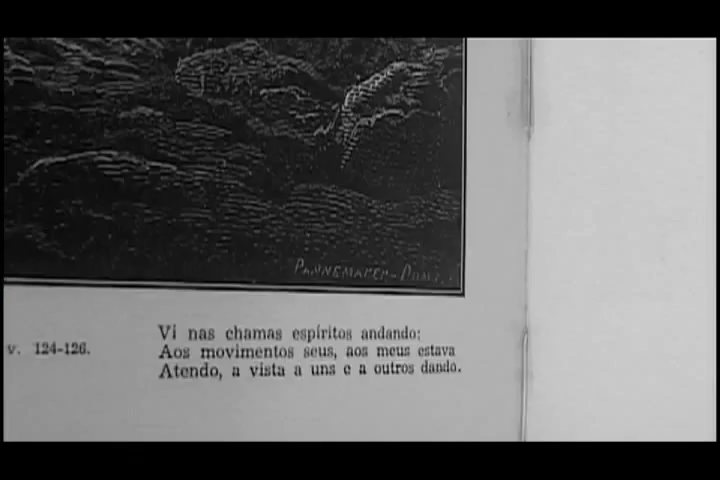 PANNEMAKER-DOMS
v. 124-126.
Vi nas chamas espíritos andando;
Aos movimentos seus, aos meus estava
Atendo, a vista a uns e a outros dando.